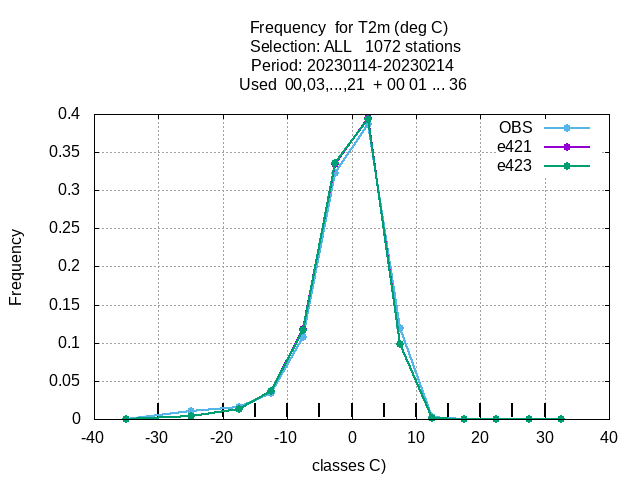 Frequency  for T2m (deg C)
Selection: ALL   1072 stations
Period: 20230114-20230214
Used  00,03,...,21  + 00 01 ... 36
OBS
e421
e423
Frequency
0.4
0.35
0.3
0.25
0.2
0.15
0.1
0.05
0
-40 -30 -20 -10 0 10 20 30 40
classes C)